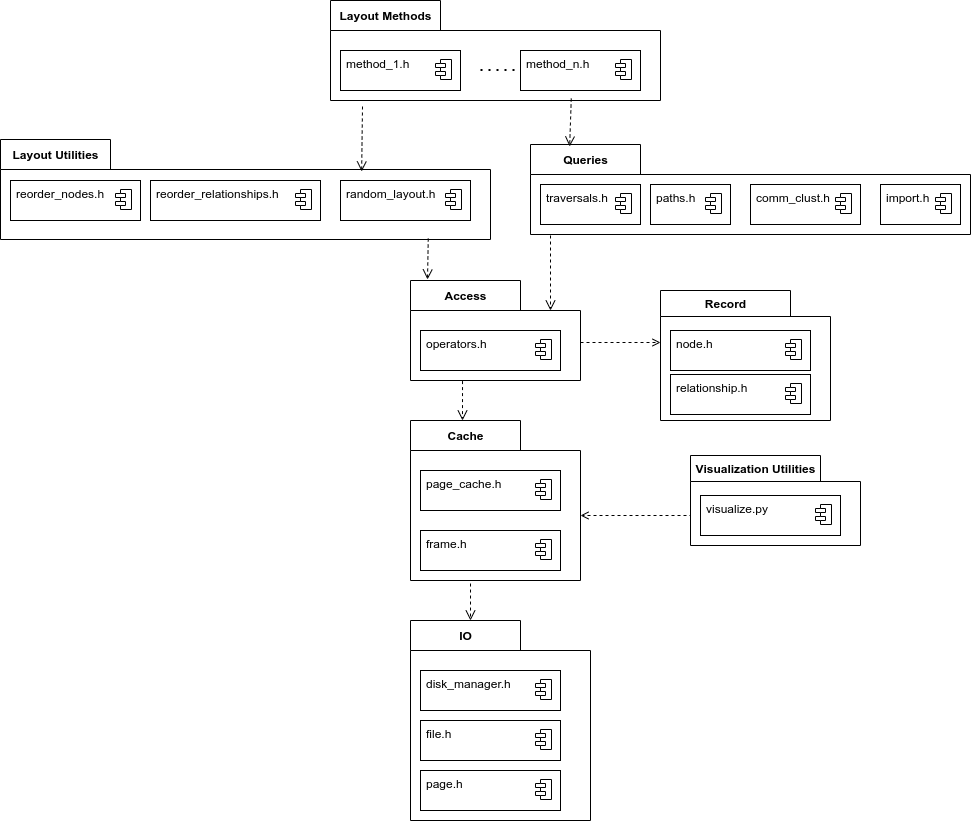 Layout Methods
method_1.h
.....
method_n.h
Layout Utilities
reorder_nodes.h
reorder_relationships.h
random_layout.h
Queries
traversals.h
paths.h
comm_clust.h
import.h
Access
operators.h
Record
node.h
relationship.h
Cache
page_cache.h
frame.h
Visualization Utilities
visualize.py
IO
disk_manager.h
file.h
page.h